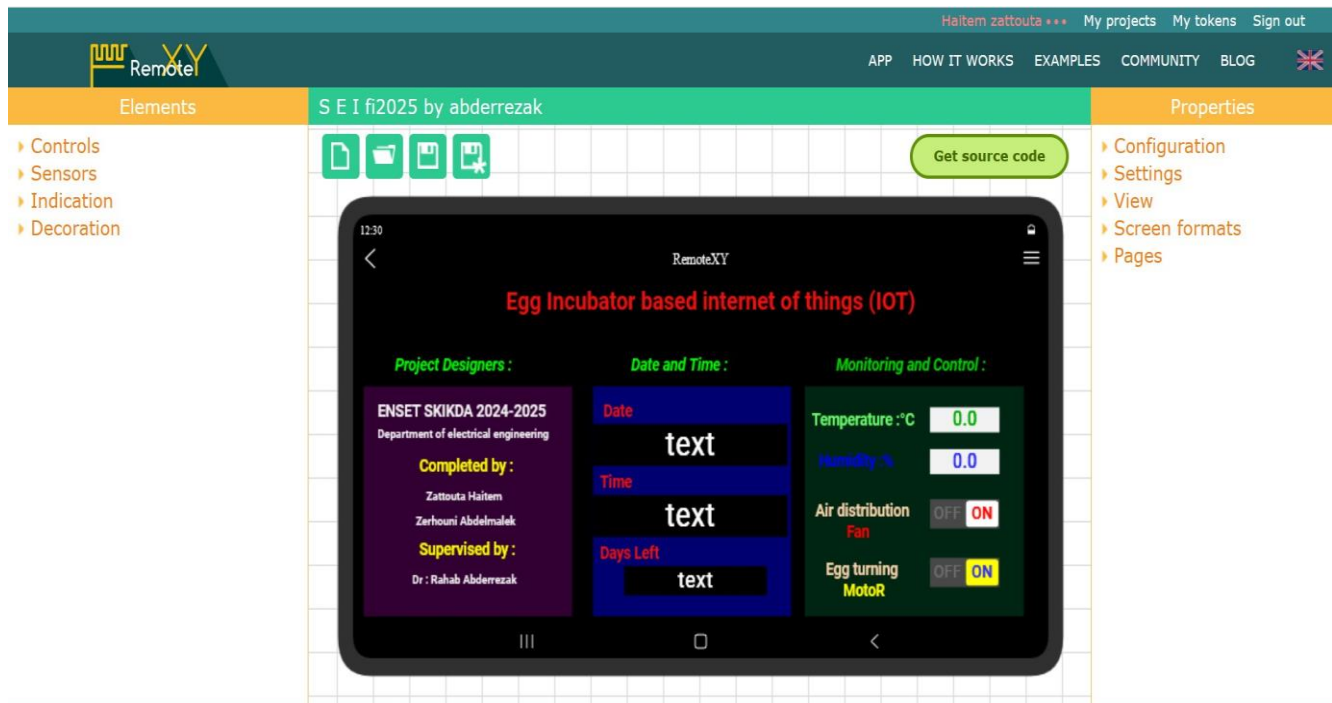 Haitem zattouta ••• My projects My tokens Sign out
RemoteXY
APP HOW IT WORKS EXAMPLES COMMUNITY BLOG
Elements
S E I fi2025 by abderrezak
Properties
Controls
Sensors
Indication
Decoration
Get source code
Configuration
Settings
View
Screen formats
Pages
12:30
RemoteXY
Egg Incubator based internet of things (IOT)
Project Designers :
ENSET SKIKDA 2024-2025
Department of electrical engineering
Completed by :
Zattouta Haitem
Zerhouni Abdelmalek
Supervised by :
Dr : Rahab Abderrezak
Date and Time :
Date
text
Time
text
Days Left
text
Monitoring and Control :
Temperature :°C 0.0
Humidity :% 0.0
Air distribution OFF ON
Fan
Egg turning OFF ON
MotoR